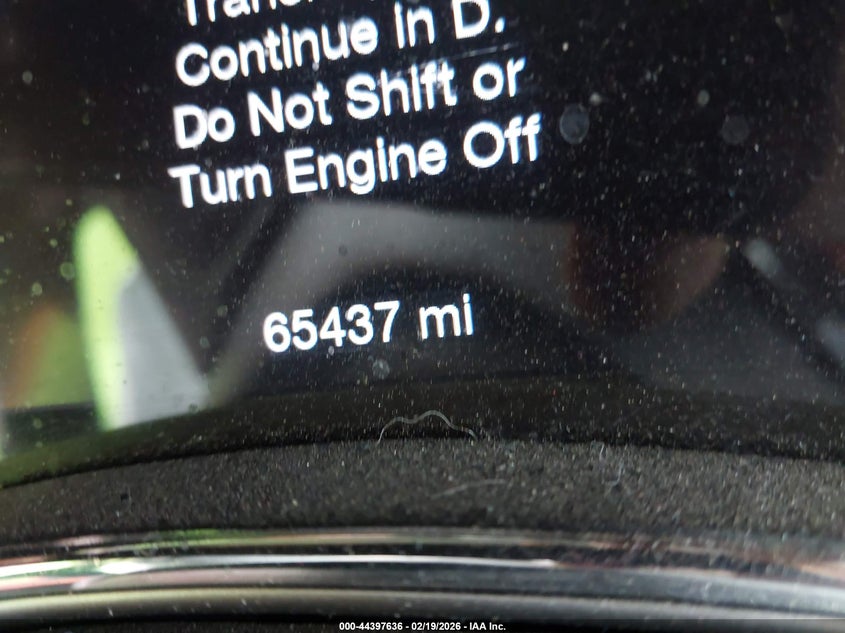 Continue in D.
Do Not Shift or
Turn Engine Off
65437 mi
000-44397636 - 02/19/2026 - IAA Inc.